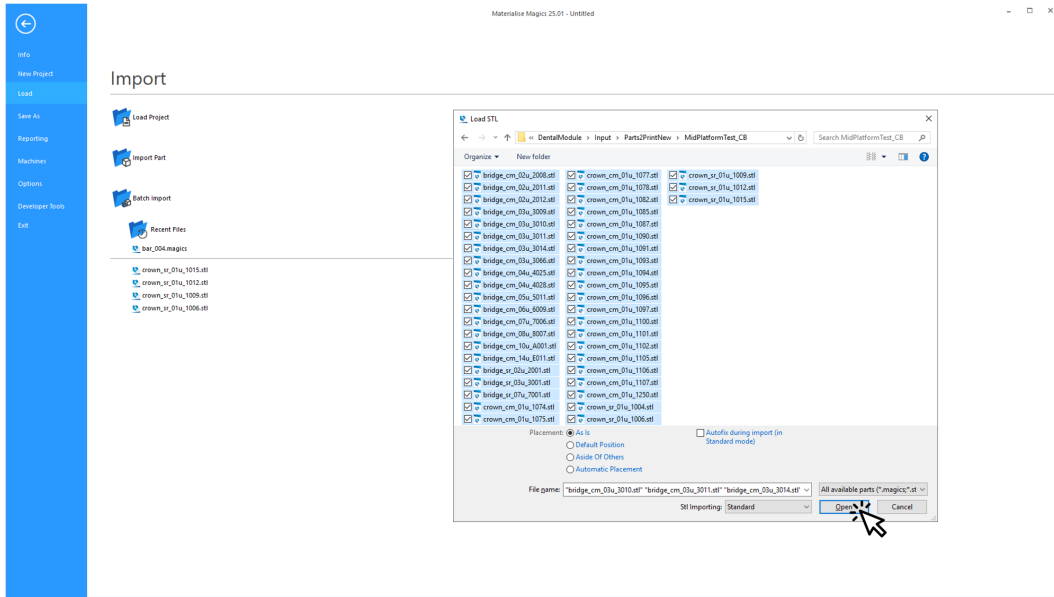 Materialise Magics 25.01 - Untitled
Info
New Project
Load
Save As
Reporting
Machines
Options
Developer Tools
Exit
Import
Load Project
Import Part
Batch Import
Recent Files
bar_004.magics
crown_sr_01u_1015.stl
crown_sr_01u_1012.stl
crown_sr_01u_1009.stl
crown_sr_01u_1006.stl
Load STL
« DentalModule › Input › Parts2PrintNew › MidPlatformTest_CB
Search MidPlatformTest_CB
Organize
New folder
bridge_cm_02u_2008.stl
bridge_cm_02u_2011.stl
bridge_cm_02u_2012.stl
bridge_cm_03u_3009.stl
bridge_cm_03u_3010.stl
bridge_cm_03u_3011.stl
bridge_cm_03u_3014.stl
bridge_cm_03u_3066.stl
bridge_cm_04u_4025.stl
bridge_cm_04u_4028.stl
bridge_cm_05u_5011.stl
bridge_cm_06u_6009.stl
bridge_cm_07u_7006.stl
bridge_cm_08u_8007.stl
bridge_cm_10u_A001.stl
bridge_cm_14u_E011.stl
bridge_sr_02u_2001.stl
bridge_sr_03u_3001.stl
bridge_sr_07u_7001.stl
crown_cm_01u_1074.stl
crown_cm_01u_1075.stl
crown_cm_01u_1077.stl
crown_cm_01u_1078.stl
crown_cm_01u_1082.stl
crown_cm_01u_1085.stl
crown_cm_01u_1087.stl
crown_cm_01u_1090.stl
crown_cm_01u_1091.stl
crown_cm_01u_1093.stl
crown_cm_01u_1094.stl
crown_cm_01u_1095.stl
crown_cm_01u_1096.stl
crown_cm_01u_1097.stl
crown_cm_01u_1100.stl
crown_cm_01u_1101.stl
crown_cm_01u_1102.stl
crown_cm_01u_1105.stl
crown_cm_01u_1106.stl
crown_cm_01u_1107.stl
crown_cm_01u_1250.stl
crown_sr_01u_1004.stl
crown_sr_01u_1006.stl
crown_sr_01u_1009.stl
crown_sr_01u_1012.stl
crown_sr_01u_1015.stl
Placement:
As Is
Default Position
Aside Of Others
Automatic Placement
Autofix during import (in
Standard mode)
File name:
"bridge_cm_03u_3010.stl" "bridge_cm_03u_3011.stl" "bridge_cm_03u_3014.stl"
All available parts (*.magics;*.st
Stl Importing:
Standard
Open
Cancel